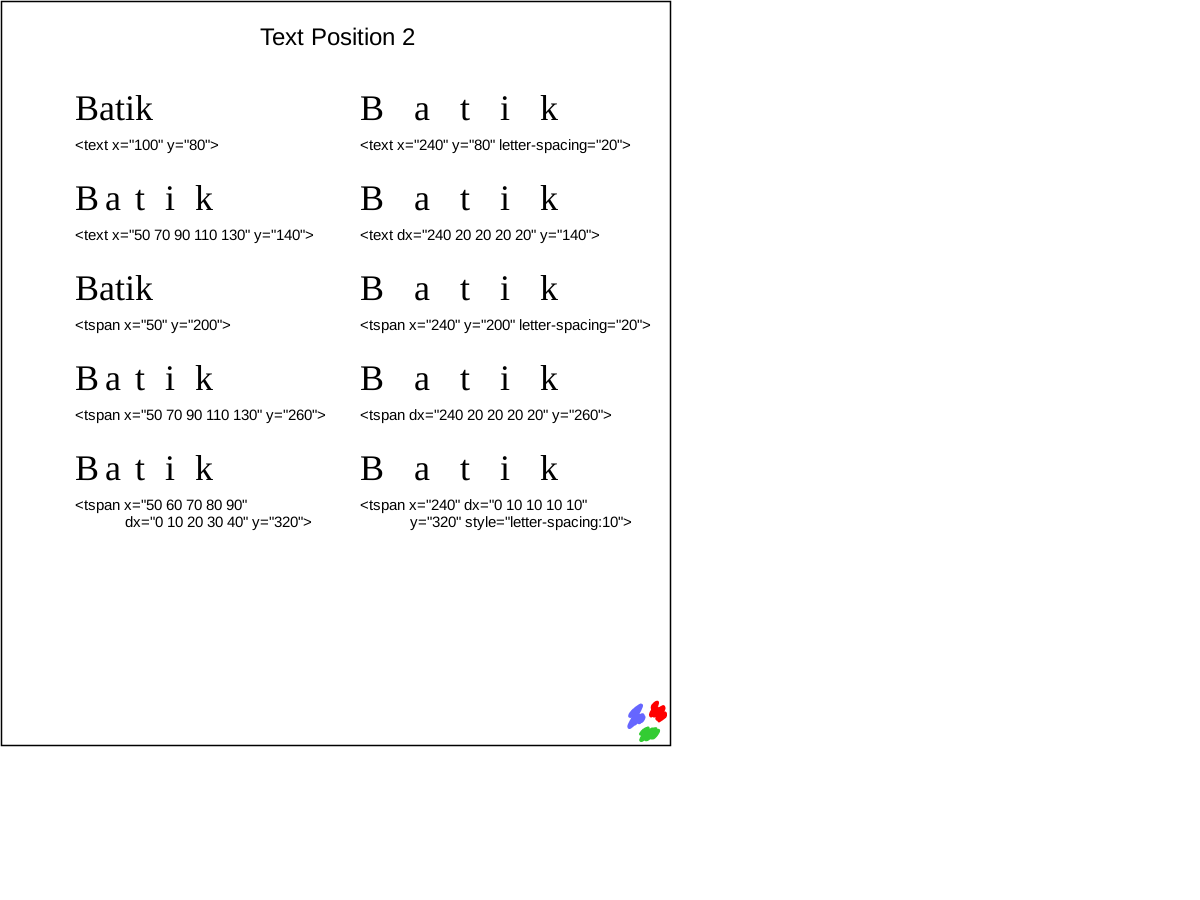 Text Position 2
Batik
B a t i k
<text x="100" y="80">
<text x="240" y="80" letter-spacing="20">
B a t i k
B a t i k
<text x="50 70 90 110 130" y="140">
<text dx="240 20 20 20 20" y="140">
Batik
B a t i k
<tspan x="50" y="200">
<tspan x="240" y="200" letter-spacing="20">
B a t i k
B a t i k
<tspan x="50 70 90 110 130" y="260">
<tspan dx="240 20 20 20 20" y="260">
B a t i k
B a t i k
<tspan x="50 60 70 80 90"
dx="0 10 20 30 40" y="320">
<tspan x="240" dx="0 10 10 10 10"
y="320" style="letter-spacing:10">